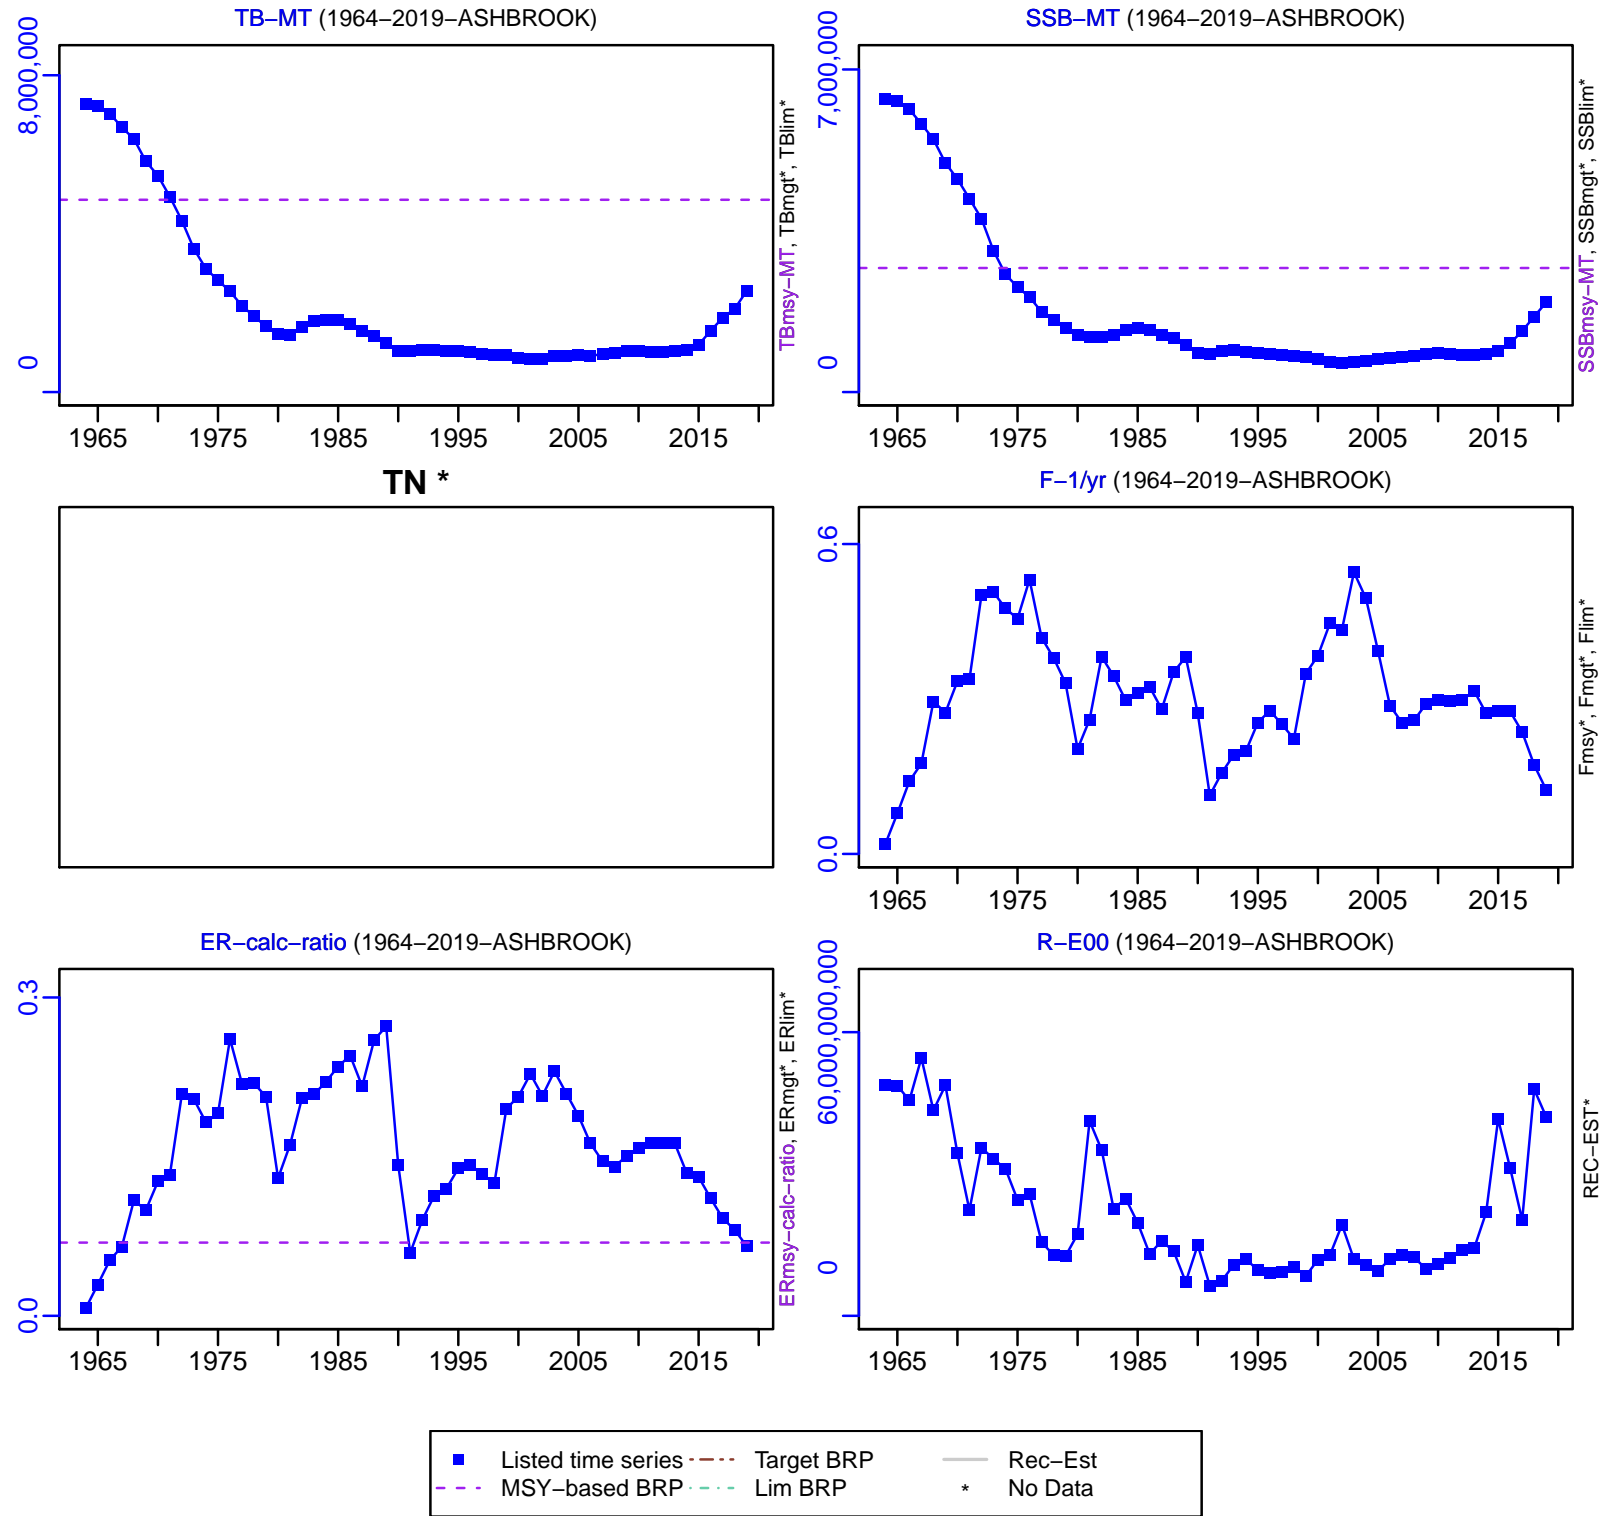 TB−MT (1964−2019−ASHBROOK)
8,000,000
0
1965 1975 1985 1995 2005 2015
TBmsy−MT, TBmgt*, TBlim*
SSB−MT (1964−2019−ASHBROOK)
7,000,000
0
1965 1975 1985 1995 2005 2015
SSBmsy−MT, SSBmgt*, SSBlim*
TN *
F−1/yr (1964−2019−ASHBROOK)
0.6
0.0
1965 1975 1985 1995 2005 2015
Fmsy*, Fmgt*, Flim*
ER−calc−ratio (1964−2019−ASHBROOK)
0.3
0.0
1965 1975 1985 1995 2005 2015
ERmsy−calc−ratio, ERmgt*, ERlim*
R−E00 (1964−2019−ASHBROOK)
60,000,000,000
0
1965 1975 1985 1995 2005 2015
REC−EST*
Listed time series Target BRP Rec−Est
MSY−based BRP Lim BRP * No Data